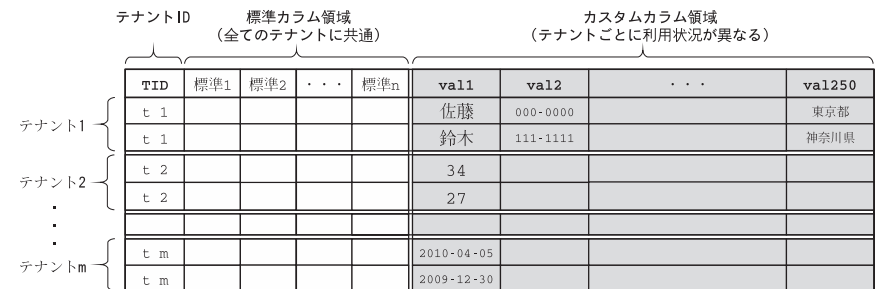 テナントID 標準カラム領域 カスタムカラム領域
(全てのテナントに共通) (テナントごとに利用状況が異なる)
TID 標準1 標準2 ・・・ 標準n val1 val2 ・・・ val250
テナント1
t 1 佐藤 000-0000 東京都
t 1 鈴木 111-1111 神奈川県
テナント2
t 2 34
t 2 27
・
・
・
テナントm
t m 2010-04-05
t m 2009-12-30